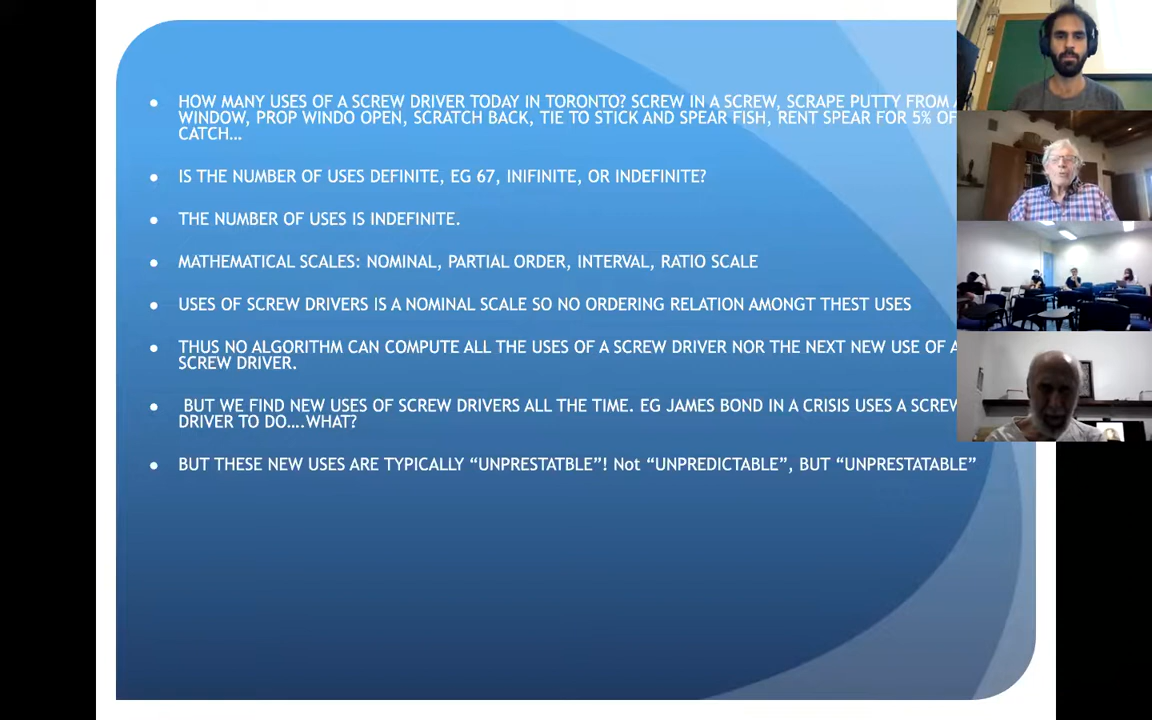 HOW MANY USES OF A SCREW DRIVER TODAY IN TORONTO? SCREW IN A SCREW, SCRAPE PUTTY FROM
WINDOW, PROP WINDO OPEN, SCRATCH BACK, TIE TO STICK AND SPEAR FISH, RENT SPEAR FOR 5% OF
CATCH…
IS THE NUMBER OF USES DEFINITE, EG 67, INIFINITE, OR INDEFINITE?
THE NUMBER OF USES IS INDEFINITE.
MATHEMATICAL SCALES: NOMINAL, PARTIAL ORDER, INTERVAL, RATIO SCALE
USES OF SCREW DRIVERS IS A NOMINAL SCALE SO NO ORDERING RELATION AMONGT THEST USES
THUS NO ALGORITHM CAN COMPUTE ALL THE USES OF A SCREW DRIVER NOR THE NEXT NEW USE OF A
SCREW DRIVER.
BUT WE FIND NEW USES OF SCREW DRIVERS ALL THE TIME. EG JAMES BOND IN A CRISIS USES A SCREW
DRIVER TO DO….WHAT?
BUT THESE NEW USES ARE TYPICALLY “UNPRESTATBLE”! Not “UNPREDICTABLE”, BUT “UNPRESTATABLE”